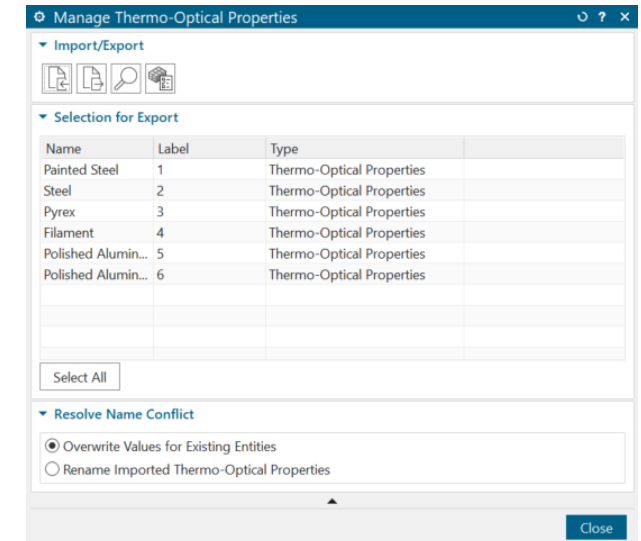 Manage Thermo-Optical Properties
Import/Export
Selection for Export
Name Label Type
Painted Steel 1 Thermo-Optical Properties
Steel 2 Thermo-Optical Properties
Pyrex 3 Thermo-Optical Properties
Filament 4 Thermo-Optical Properties
Polished Alumin... 5 Thermo-Optical Properties
Polished Alumin... 6 Thermo-Optical Properties
Select All
Resolve Name Conflict
Overwrite Values for Existing Entities
Rename Imported Thermo-Optical Properties
Close